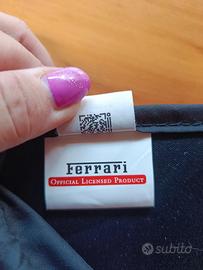 Ferrari
OFFICIAL LICENSED PRODUCT
subito